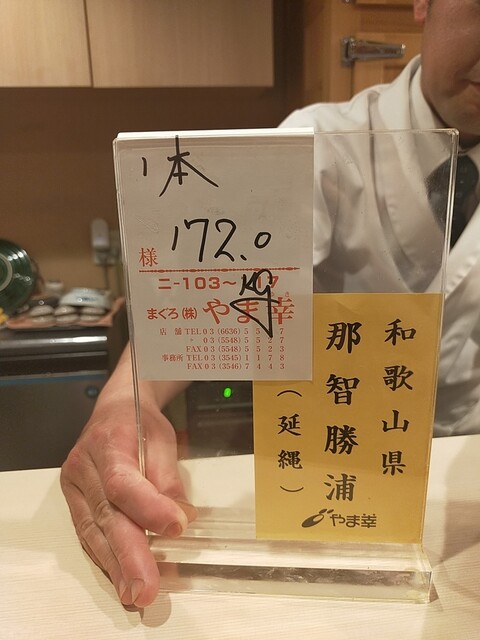 1本
様 172.0
まぐろ(株)やま幸
店 舗 TEL 03 (6636) 5 5 2 7
〃 03 (5548) 5 5 2 7
FAX 03 (5548) 5 5 2 3
事務所 TEL 03 (3545) 1 1 7 8
FAX 03 (3546) 7 4 4 3
和歌山県
那智勝浦
(延縄)
やま幸